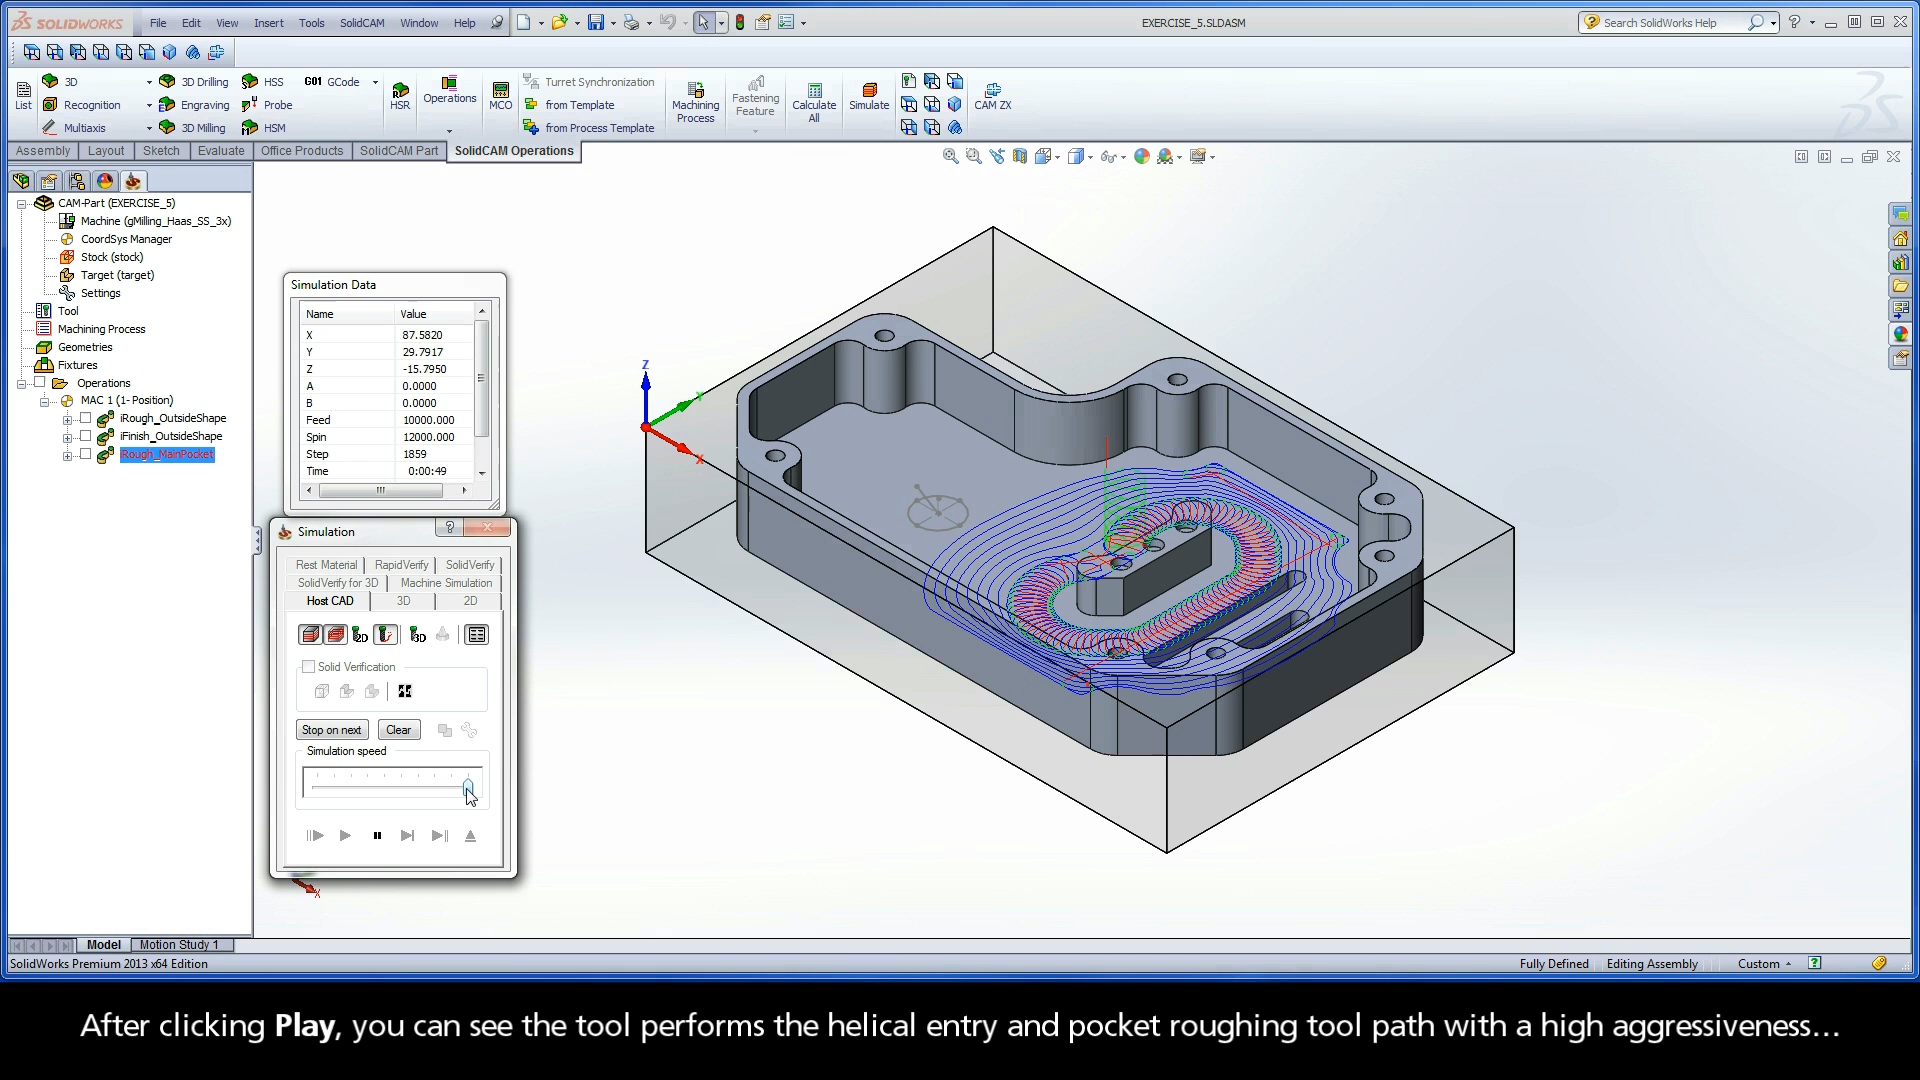 SOLIDWORKS File Edit View Insert Tools SolidCAM Window Help EXERCISE_5.SLDASM Search SolidWorks Help
3D 3D Drilling HSS G01 GCode Turret Synchronization
List Recognition Engraving Probe HSR Operations MCO from Template Machining Process Fastening Feature Calculate All Simulate CAM ZX
Multiaxis 3D Milling HSM from Process Template
Assembly Layout Sketch Evaluate Office Products SolidCAM Part SolidCAM Operations
CAM-Part (EXERCISE_5)
Machine (gMilling_Haas_SS_3x)
CoordSys Manager
Stock (stock)
Target (target)
Settings
Tool
Machining Process
Geometries
Fixtures
Operations
MAC 1 (1- Position)
iRough_OutsideShape
iFinish_OutsideShape
iRough_MainPocket
Simulation Data
Name Value
X 87.5820
Y 29.7917
Z -15.7950
A 0.0000
B 0.0000
Feed 10000.000
Spin 12000.000
Step 1859
Time 0:00:49
Simulation
Rest Material RapidVerify SolidVerify
SolidVerify for 3D Machine Simulation
Host CAD 3D 2D
2D 3D
Solid Verification
Stop on next Clear
Simulation speed
Z
Y
X
X
Model Motion Study 1
SolidWorks Premium 2013 x64 Edition Fully Defined Editing Assembly Custom
After clicking Play, you can see the tool performs the helical entry and pocket roughing tool path with a high aggressiveness...